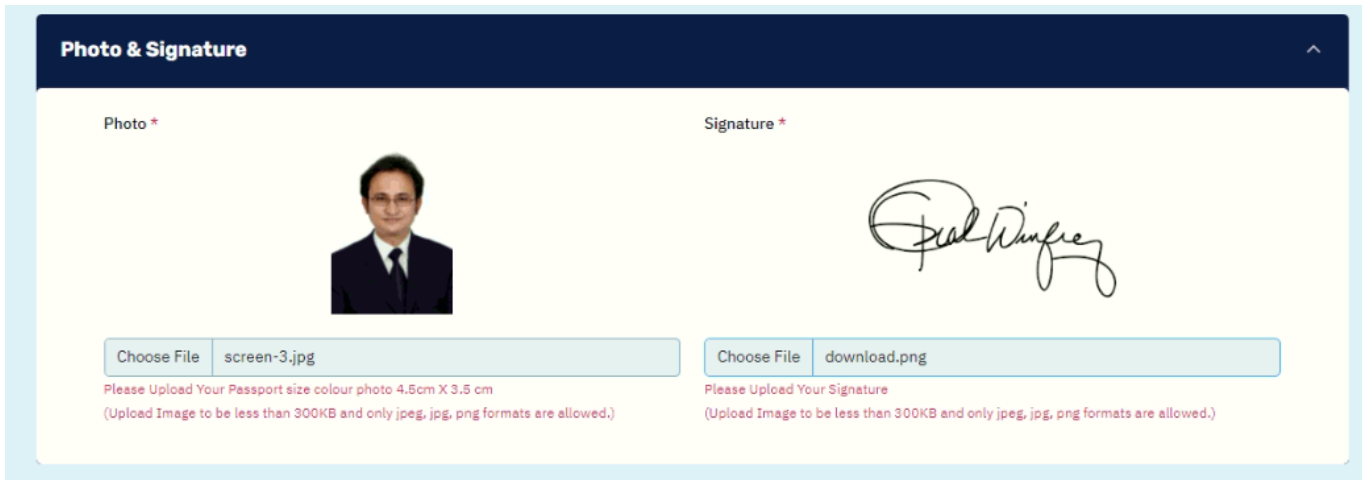 Photo & Signature
Photo *
Signature *
Winfrey
Choose File screen-3.jpg
Choose File download.png
Please Upload Your Passport size colour photo 4.5cm X 3.5 cm
Please Upload Your Signature
(Upload Image to be less than 300KB and only jpeg, jpg, png formats are allowed.)
(Upload Image to be less than 300KB and only jpeg, jpg, png formats are allowed.)